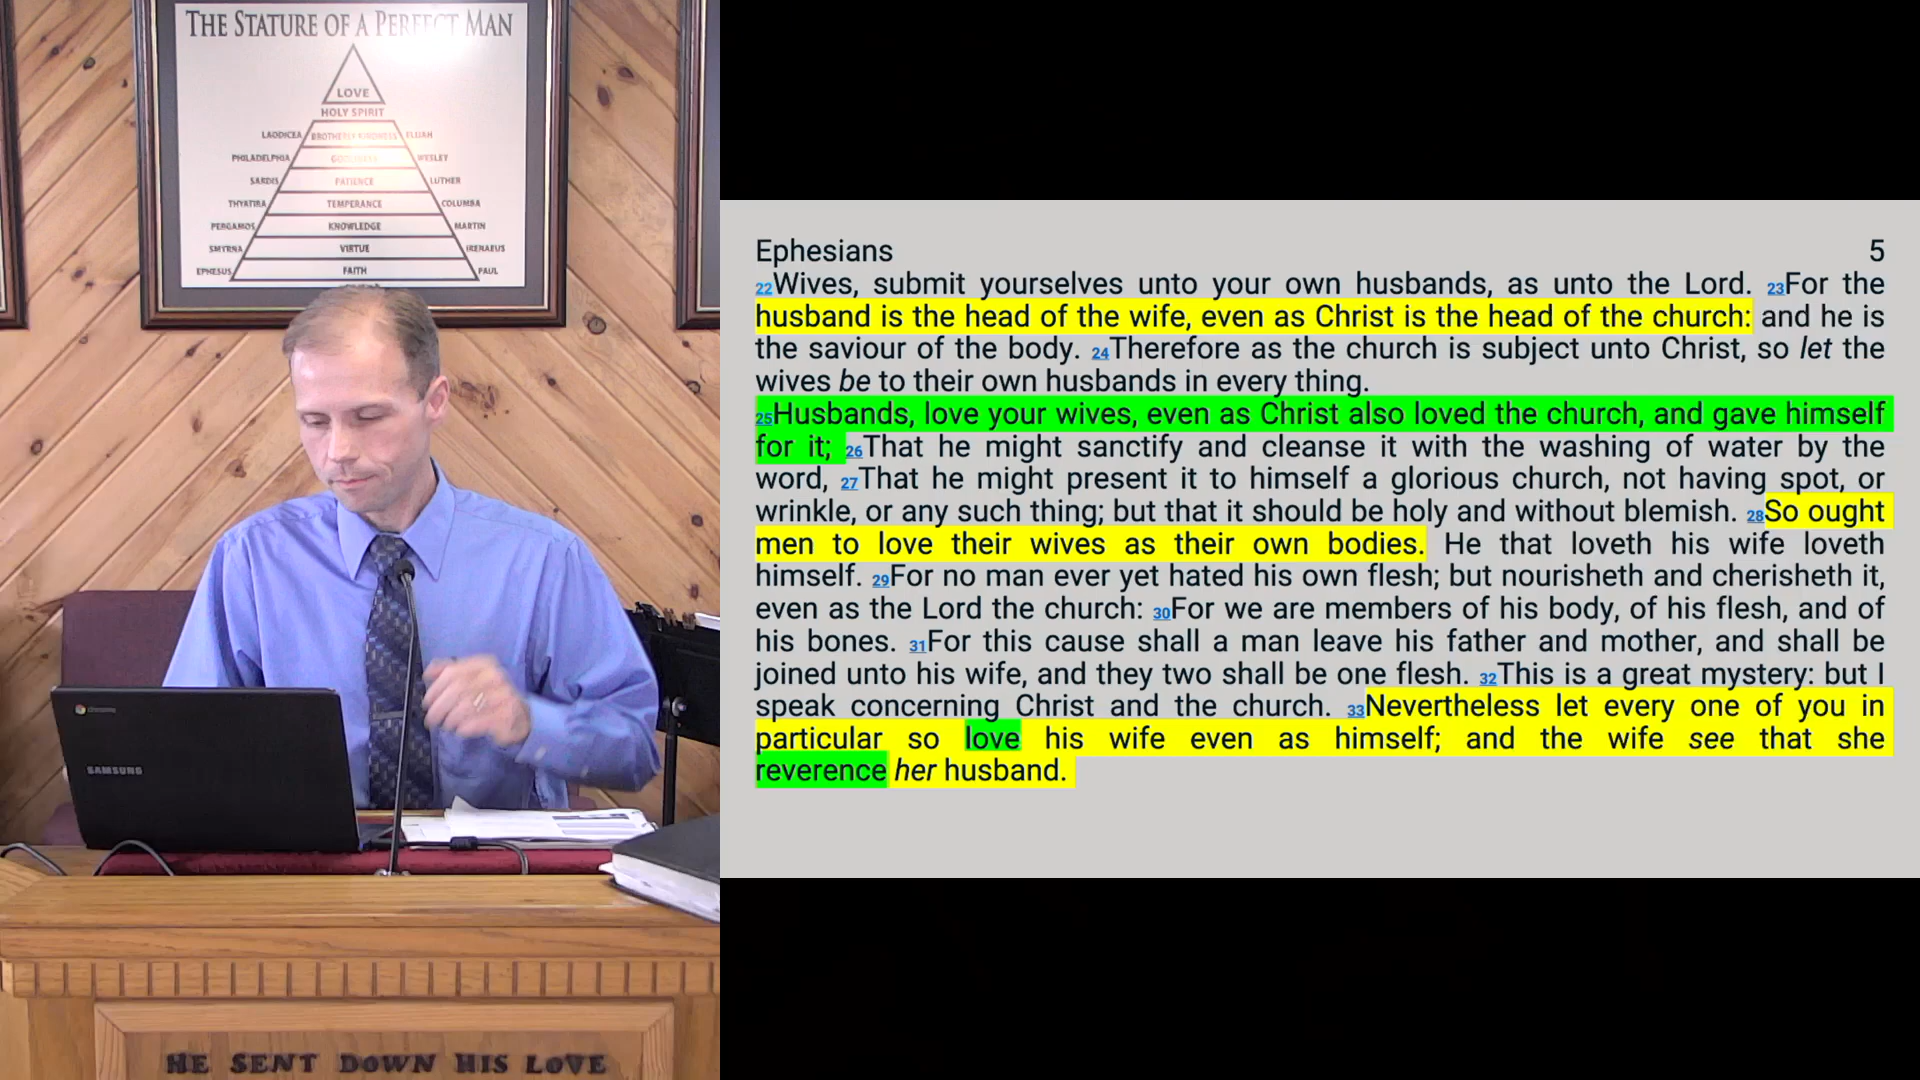 THE STATURE OF A PERFECT MAN
LOVE
HOLY SPIRIT
LAODICEA BROTHERLY KINDNESS ELIJAH
PHILADELPHIA GODLINESS WESLEY
SARDIS PATIENCE LUTHER
THYATIRA TEMPERANCE COLUMBA
PERGAMOS KNOWLEDGE MARTIN
SMYRNA VIRTUE IRENAEUS
EPHESUS FAITH PAUL
chrome
SAMSUNG
HE SENT DOWN HIS LOVE
Ephesians 5
22Wives, submit yourselves unto your own husbands, as unto the Lord. 23For the
husband is the head of the wife, even as Christ is the head of the church: and he is
the saviour of the body. 24Therefore as the church is subject unto Christ, so let the
wives be to their own husbands in every thing.
25Husbands, love your wives, even as Christ also loved the church, and gave himself
for it; 26That he might sanctify and cleanse it with the washing of water by the
word, 27That he might present it to himself a glorious church, not having spot, or
wrinkle, or any such thing; but that it should be holy and without blemish. 28So ought
men to love their wives as their own bodies. He that loveth his wife loveth
himself. 29For no man ever yet hated his own flesh; but nourisheth and cherisheth it,
even as the Lord the church: 30For we are members of his body, of his flesh, and of
his bones. 31For this cause shall a man leave his father and mother, and shall be
joined unto his wife, and they two shall be one flesh. 32This is a great mystery: but I
speak concerning Christ and the church. 33Nevertheless let every one of you in
particular so love his wife even as himself; and the wife see that she
reverence her husband.